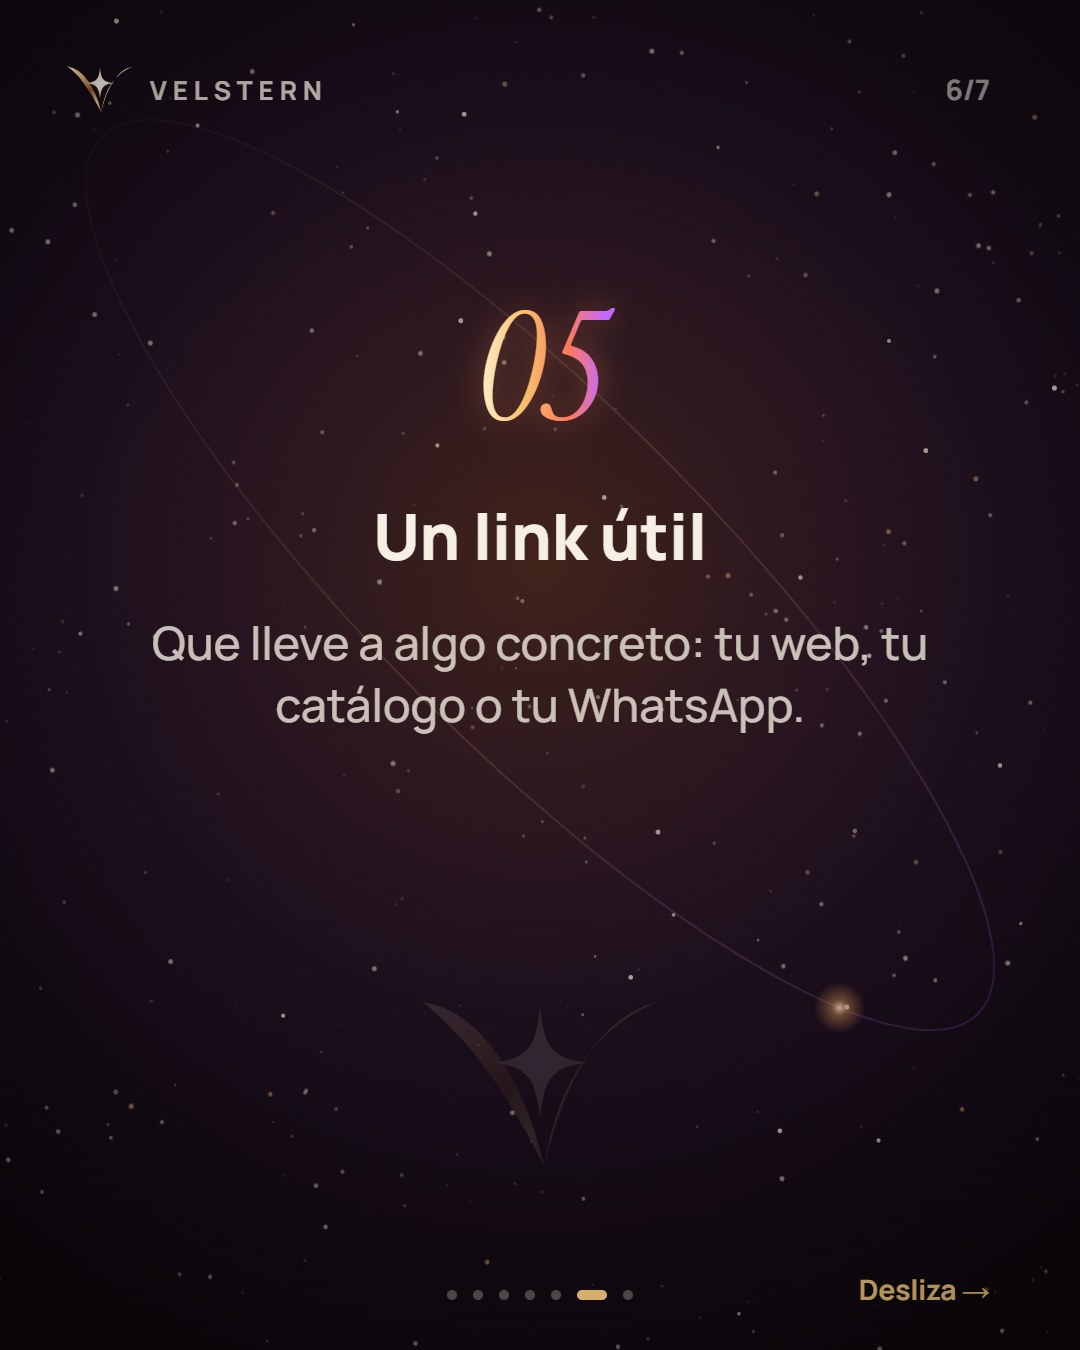 VELSTERN
6/7
05
Un link útil
Que lleve a algo concreto: tu web, tu
catálogo o tu WhatsApp.
Desliza →